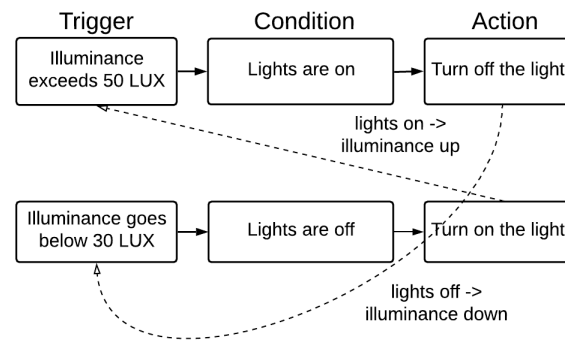 Trigger
Condition
Action
Illuminance
exceeds 50 LUX
Lights are on
Turn off the light
lights on ->
illuminance up
Illuminance goes
below 30 LUX
Lights are off
Turn on the light
lights off ->
illuminance down